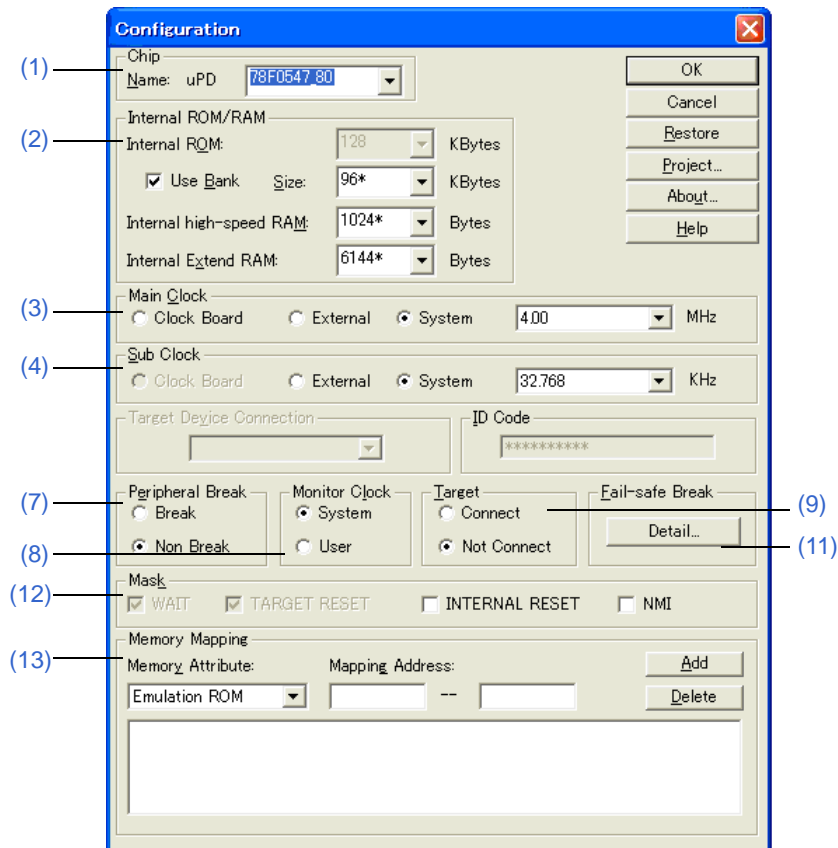 Configuration
(1)
Chip
Name: uPD 78F0547_80
OK
Cancel
Restore
Project...
About...
Help
(2)
Internal ROM/RAM
Internal ROM: 128 KBytes
Use Bank Size: 96* KBytes
Internal high-speed RAM: 1024* Bytes
Internal Extend RAM: 6144* Bytes
(3)
Main Clock
Clock Board External System 4.00 MHz
(4)
Sub Clock
Clock Board External System 32.768 KHz
Target Device Connection
ID Code
**********
(7)
Peripheral Break
Break
Non Break
(8)
Monitor Clock
System
User
Target
Connect
Not Connect
(9)
Fail-safe Break
Detail...
(11)
(12)
Mask
WAIT TARGET RESET INTERNAL RESET NMI
(13)
Memory Mapping
Memory Attribute: Mapping Address:
Add
Emulation ROM --
Delete